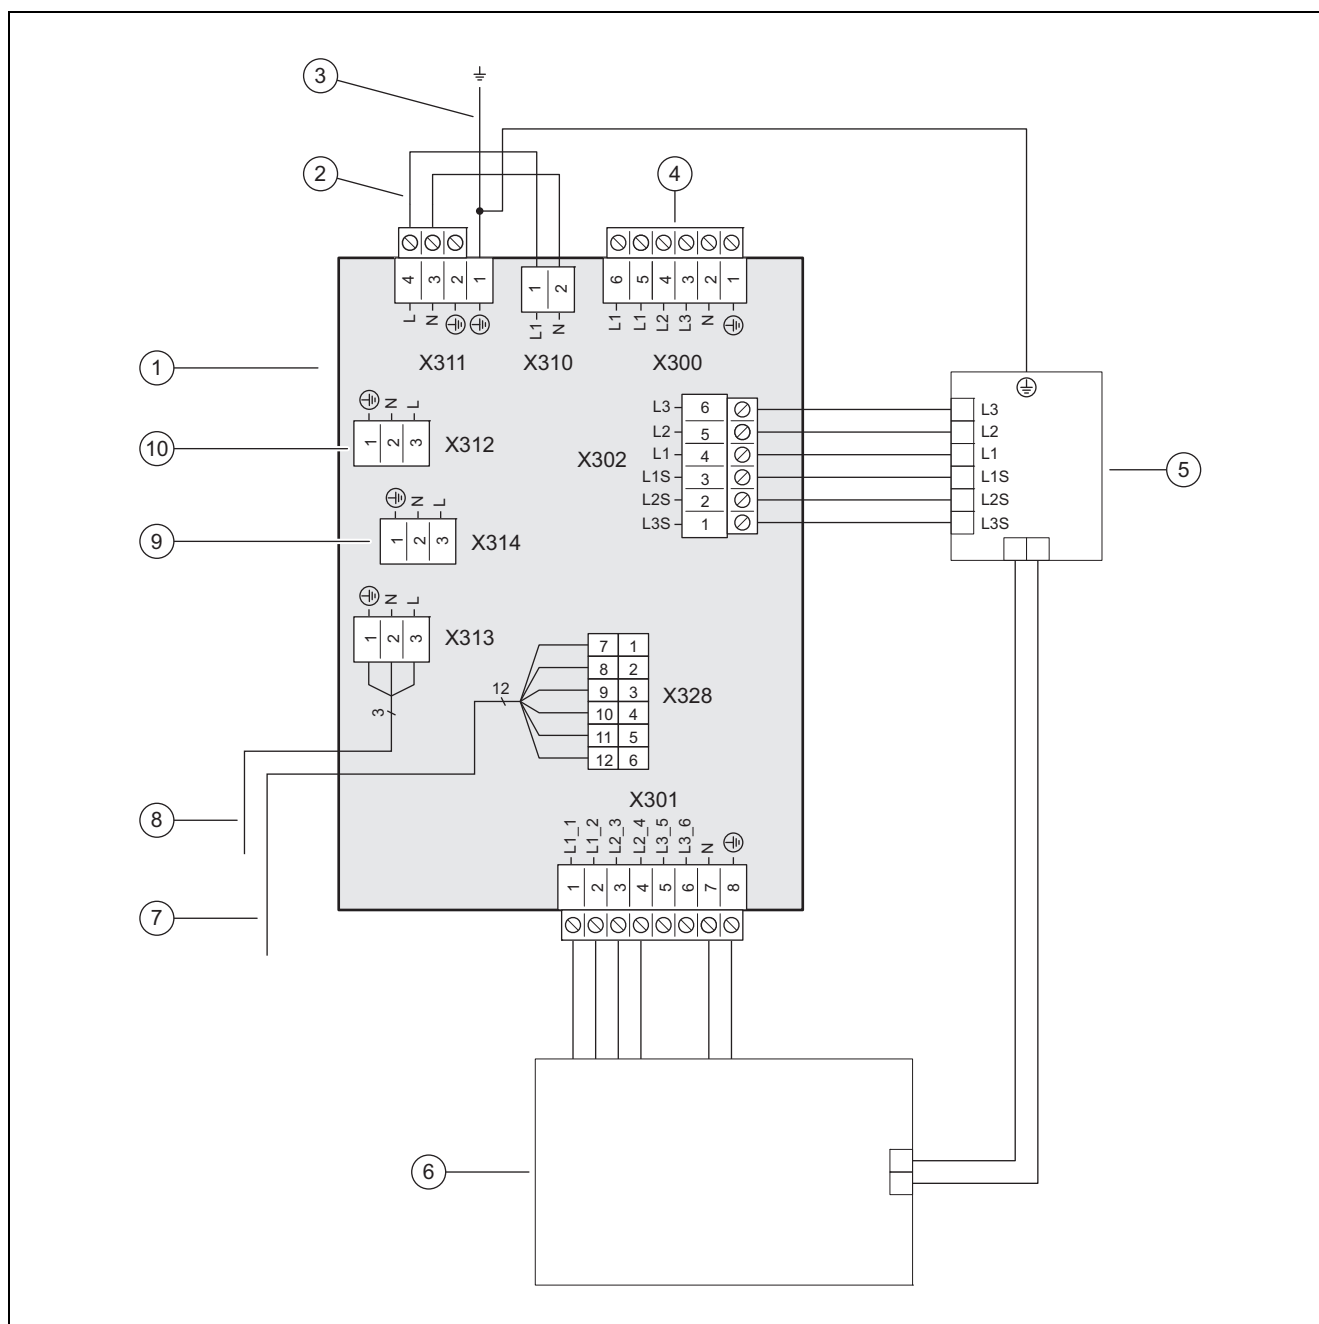 3
2
4
4 3 2 1
L N
X311
1 2
L1 N
X310
6 5 4 3 2 1
L1 L1 L2 L3 N
X300
1
N L
1 2 3
X312
10
L3 6
L2 5
L1 4
L1S 3
L2S 2
L3S 1
X302
L3
L2
L1
L1S
L2S
L3S
5
N L
1 2 3
X314
9
N L
1 2 3
X313
3
12
7 1
8 2
9 3
10 4
11 5
12 6
X328
8
7
X301
L1_1 L1_2 L2_3 L2_4 L3_5 L3_6 N
1 2 3 4 5 6 7 8
6